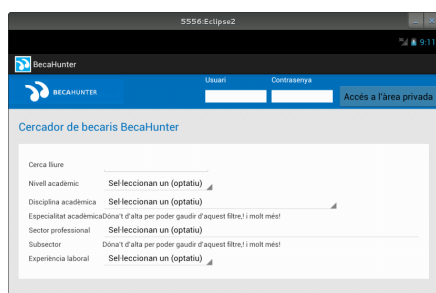 5556:Eclipse2
9:11
BecaHunter
Usuari Contrasenya
BECAHUNTER Accés a l'àrea privada
Cercador de becaris BecaHunter
Cerca lliure
Nivell acadèmic Sel·leccionan un (optatiu)
Disciplina acadèmica Sel·leccionan un (optatiu)
Especialitat acadèmica Dóna't d'alta per poder gaudir d'aquest filtre,! i molt més!
Sector professional Sel·leccionan un (optatiu)
Subsector Dóna't d'alta per poder gaudir d'aquest filtre,! i molt més!
Experiència laboral Sel·leccionan un (optatiu)